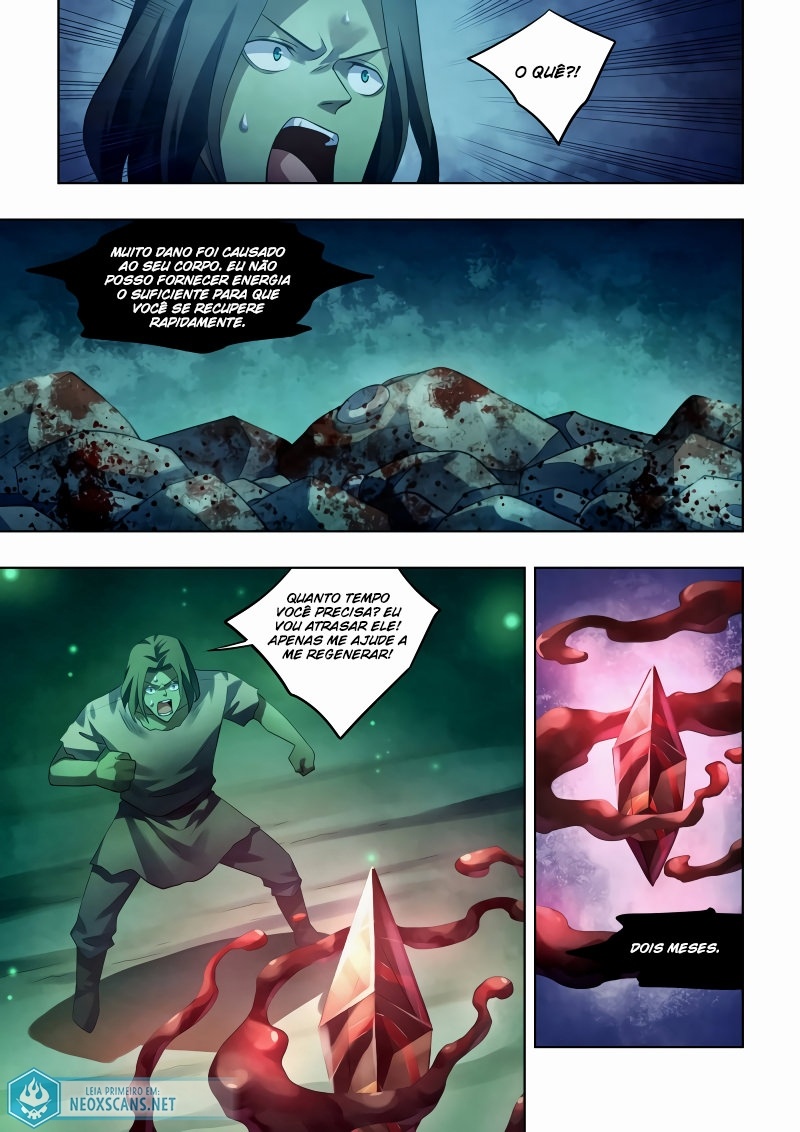 O QUÊ?!
MUITO DANO FOI CAUSADO
AO SEU CORPO. EU NÃO
POSSO FORNECER ENERGIA
O SUFICIENTE PARA QUE
VOCÊ SE RECUPERE
RAPIDAMENTE.
QUANTO TEMPO
VOCÊ PRECISA? EU
VOU ATRASAR ELE!
APENAS ME AJUDE A
ME REGENERAR!
DOIS MESES.
LEIA PRIMEIRO EM:
NEOXSCANS.NET